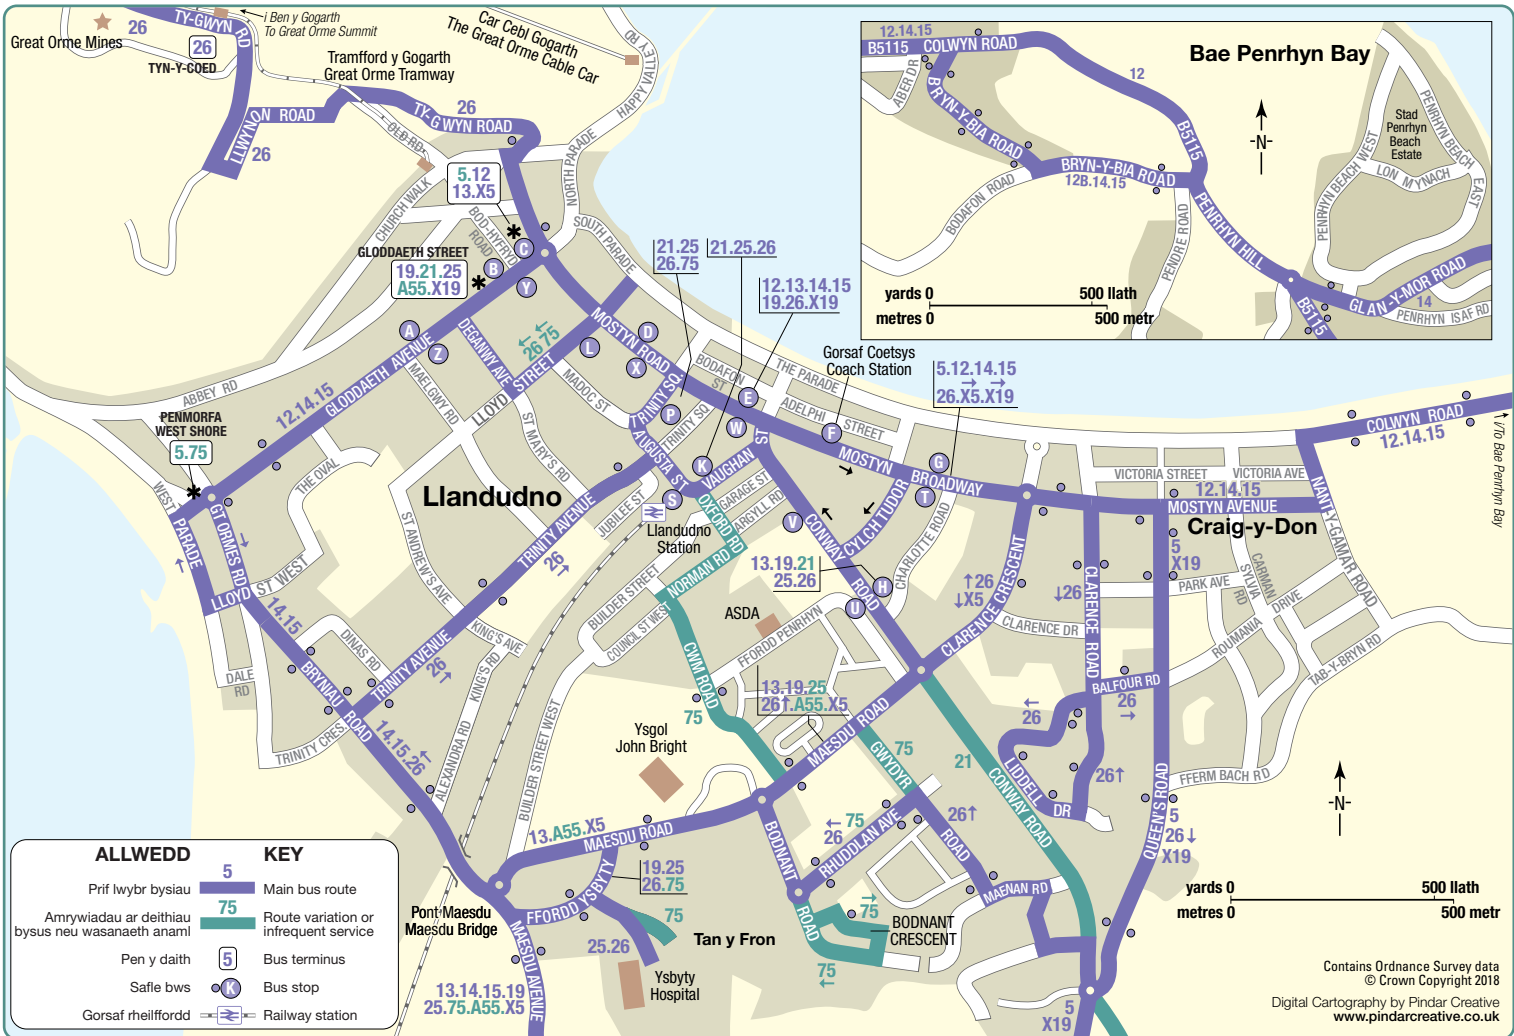 26
TY-GWYN RD
i Ben y Gogarth
To Great Orme Summit
Great Orme Mines
26
TYN-Y-COED
Tramfford y Gogarth
Great Orme Tramway
Car Cebl Gogarth
The Great Orme Cable Car
HAPPY VALLEY RD
26
TY-GWYN ROAD
LLWYNON ROAD
26
OLD RD
CHURCH WALK
NORTH PARADE
5.12
13.X5
BOD-HYFRYD
ROAD
SOUTH PARADE
GLODDAETH STREET
19.21.25
A55.X19
C
B
Y
A
Z
D
L
X
P
E
W
F
G
T
K
S
V
H
U
21.25
26.75
21.25.26
12.13.14.15
19.26.X19
Gorsaf Coetsys
Coach Station
5.12.14.15
→ →
26.X5.X19
ABBEY RD
12.14.15
GLODDAETH AVENUE
DEGANWY AVE
26 75
LLOYD STREET
MOSTYN ROAD
BODAFON
ST
THE PARADE
ADELPHI
STREET
MAELGWY RD
MADOC ST
TRINITY SQ
TRINITY SQ
AUGUSTA ST
ST MARY'S RD
VAUGHAN ST
MOSTYN BROADWAY
PENMORFA
WEST SHORE
5.75
WEST PARADE
THE OVAL
GT ORMES RD
Llandudno
TRINITY AVENUE
JUBILEE ST
Llandudno
Station
GARAGE ST
ARGYLL RD
OXFORD RD
NORMAN RD
CONWAY ROAD
CYLCH TUDOR
CHARLOTTE ROAD
13.19.21
25.26
26
ST ANDREW'S AVE
BUILDER STREET
COUNCIL ST WEST
ASDA
FFORDD PENRHYN
CWM ROAD
LLOYD ST WEST
14.15
BRYNIAU ROAD
DINAS RD
TRINITY AVENUE
26↑
KING'S AVE
KING'S RD
DALE
RD
TRINITY CRES
14.15.26
ALEXANDRA RD
BUILDER STREET WEST
75
13.19.25
26↑.A55.X5
Ysgol
John Bright
MAESDU ROAD
GWYDYR ROAD
75
21
CONWAY ROAD
↑26
↓X5
CLARENCE CRESCENT
CLARENCE DR
↓26
CLARENCE ROAD
VICTORIA STREET
VICTORIA AVE
12.14.15
MOSTYN AVENUE
Craig-y-Don
COLWYN ROAD
12.14.15
i/To Bae Penrhyn Bay
NANT-Y-GAMAR ROAD
5
X19
PARK AVE
CARMAN
SYLVIA
RD
ROUMANIA DRIVE
TAB-Y-BRYN RD
BALFOUR RD
26
→
←
26
LIDDELL DR
26↑
FFERM BACH RD
QUEEN'S ROAD
5
26↓
X19
13.A55.X5
MAESDU ROAD
19.25
26.75
FFORDD YSBYTY
75
25.26
Ysbyty
Hospital
Tan y Fron
BODNANT ROAD
75
←
26
RHUDDLAN AVE
26↑
MAENAN RD
→
75
BODNANT
CRESCENT
75
←
Pont Maesdu
Maesdu Bridge
MAESDU AVENUE
13.14.15.19
25.75.A55.X5
5
X19
-N-
yards 0 500 llath
metres 0 500 metr
Bae Penrhyn Bay
12.14.15
B5115 COLWYN ROAD
ABER DR
BRYN-Y-BIA ROAD
12
B5115
BRYN-Y-BIA ROAD
12B.14.15
BODAFON ROAD
PENDRE ROAD
PENRHYN HILL
-N-
Stad
Penrhyn
Beach
Estate
PENRHYN BEACH WEST
PENRHYN BEACH EAST
LON MYNACH
GLAN-Y-MOR ROAD
14
PENRHYN ISAF RD
B5115
yards 0 500 llath
metres 0 500 metr
ALLWEDD KEY
Prif lwybr bysiau 5 Main bus route
Amrywiadau ar deithiau
bysus neu wasanaeth anaml 75 Route variation or
infrequent service
Pen y daith 5 Bus terminus
Safle bws K Bus stop
Gorsaf rheilffordd Railway station
Contains Ordnance Survey data
© Crown Copyright 2018
Digital Cartography by Pindar Creative
www.pindarcreative.co.uk